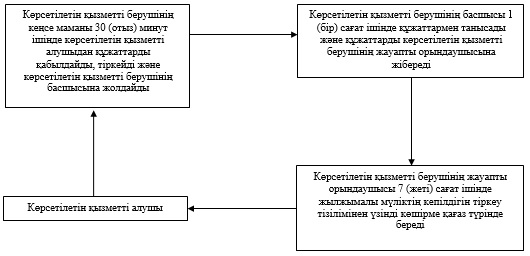 Көрсетілетін қызметті берушінің
кеңсе маманы 30 (отыз) минут
ішінде көрсетілетін қызметті
алушыдан құжаттарды
қабылдайды, тіркейді және
көрсетілетін қызметті берушінің
басшысына жолдайды
Көрсетілетін қызметті берушінің басшысы 1
(бір) сағат ішінде құжаттармен танысады
және құжаттарды көрсетілетін қызметті
берушінің жауапты орындаушысына
жібереді
Көрсетілетін қызметті берушінің жауапты
орындаушысы 7 (жеті) сағат ішінде
жылжымалы мүліктің кепілдігін тіркеу
тізілімінен үзінді көшірме қағаз түрінде
береді
Көрсетілетін қызметті алушы